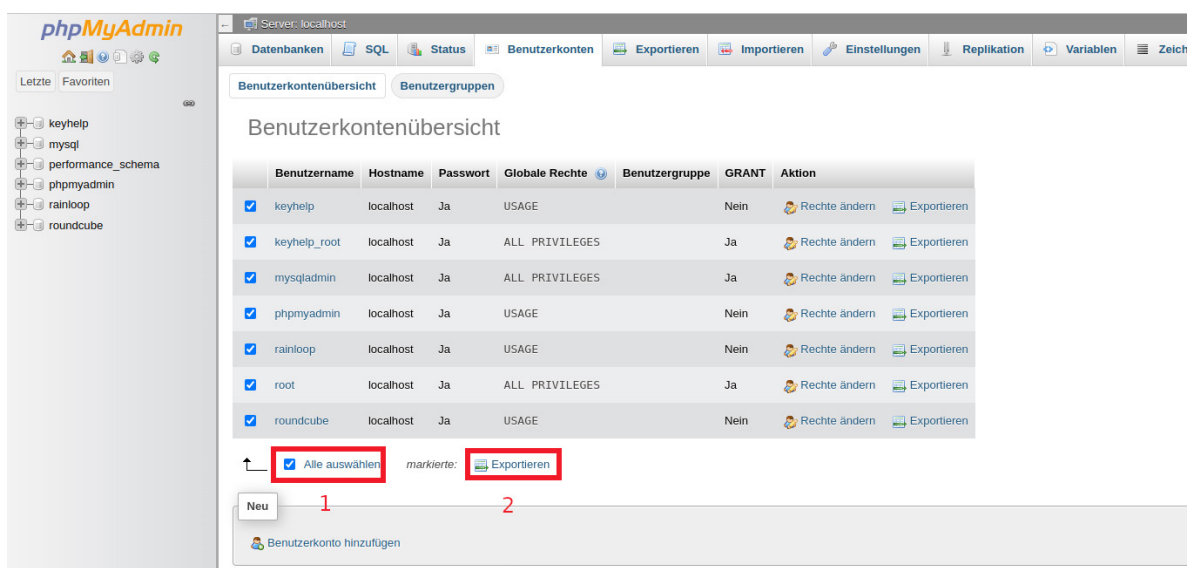 phpMyAdmin
Letzte Favoriten
keyhelp
mysql
performance_schema
phpmyadmin
rainloop
roundcube
Server: localhost
Datenbanken SQL Status Benutzerkonten Exportieren Importieren Einstellungen Replikation Variablen Zeich
Benutzerkontenübersicht Benutzergruppen
Benutzerkontenübersicht
Benutzername Hostname Passwort Globale Rechte Benutzergruppe GRANT Aktion
keyhelp localhost Ja USAGE Nein Rechte ändern Exportieren
keyhelp_root localhost Ja ALL PRIVILEGES Ja Rechte ändern Exportieren
mysqladmin localhost Ja ALL PRIVILEGES Ja Rechte ändern Exportieren
phpmyadmin localhost Ja USAGE Nein Rechte ändern Exportieren
rainloop localhost Ja USAGE Nein Rechte ändern Exportieren
root localhost Ja ALL PRIVILEGES Ja Rechte ändern Exportieren
roundcube localhost Ja USAGE Nein Rechte ändern Exportieren
Alle auswählen markierte: Exportieren
1 2
Neu
Benutzerkonto hinzufügen